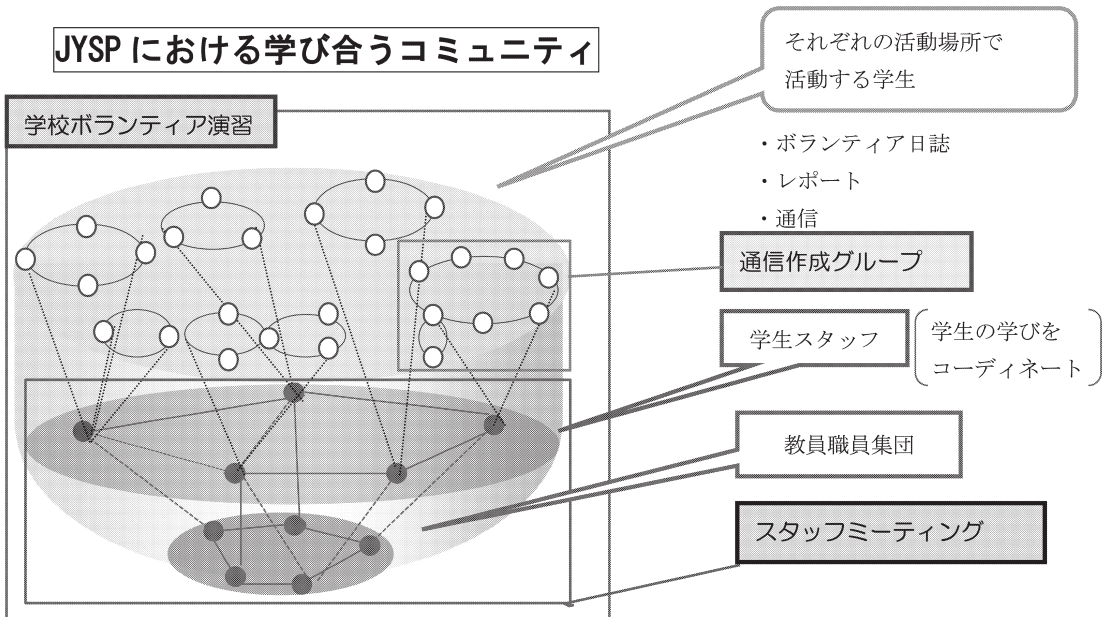 JYSP における学び合うコミュニティ
学校ボランティア演習
それぞれの活動場所で
活動する学生
・ボランティア日誌
・レポート
・通信
通信作成グループ
学生スタッフ
学生の学びを
コーディネート
教員職員集団
スタッフミーティング